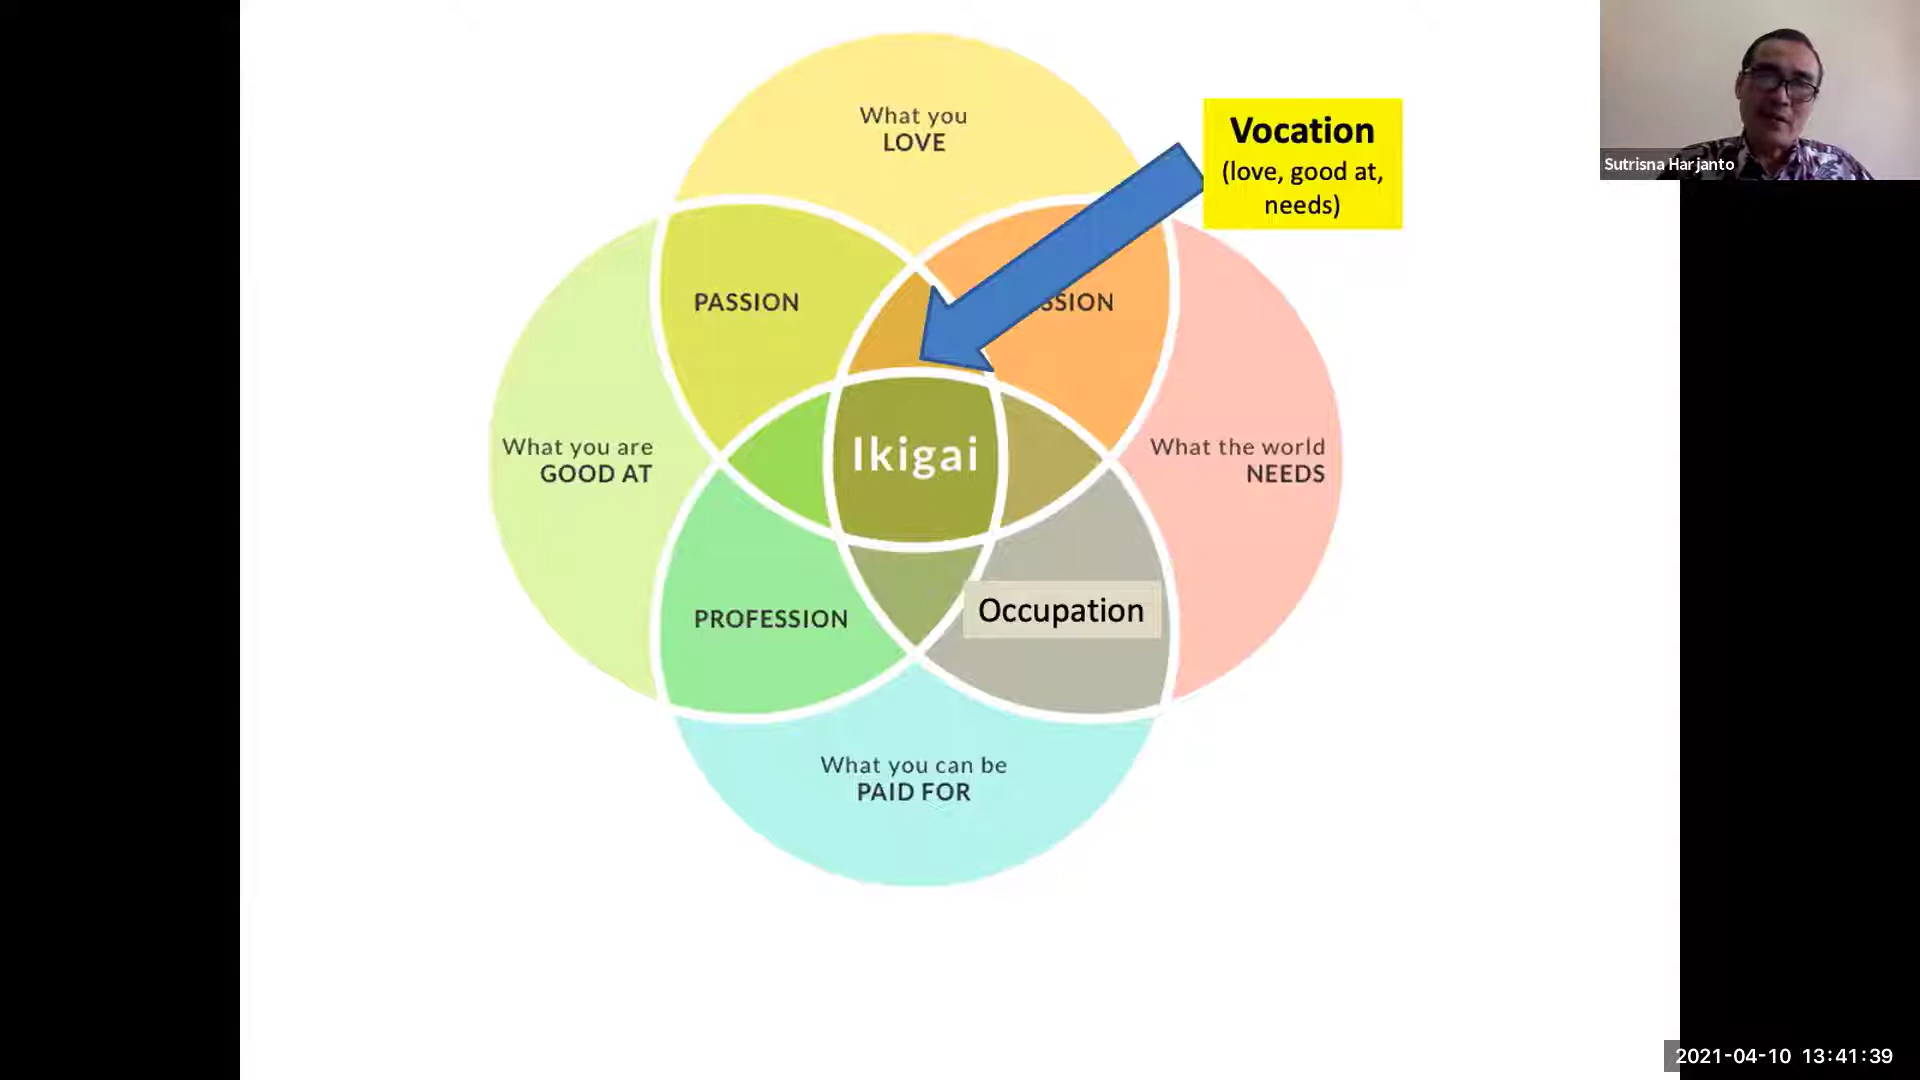 What you
LOVE
Vocation
(love, good at,
needs)
Sutrisna Harjanto
PASSION
SSION
What you are
GOOD AT
Ikigai
What the world
NEEDS
PROFESSION
Occupation
What you can be
PAID FOR
2021-04-10 13:41:39